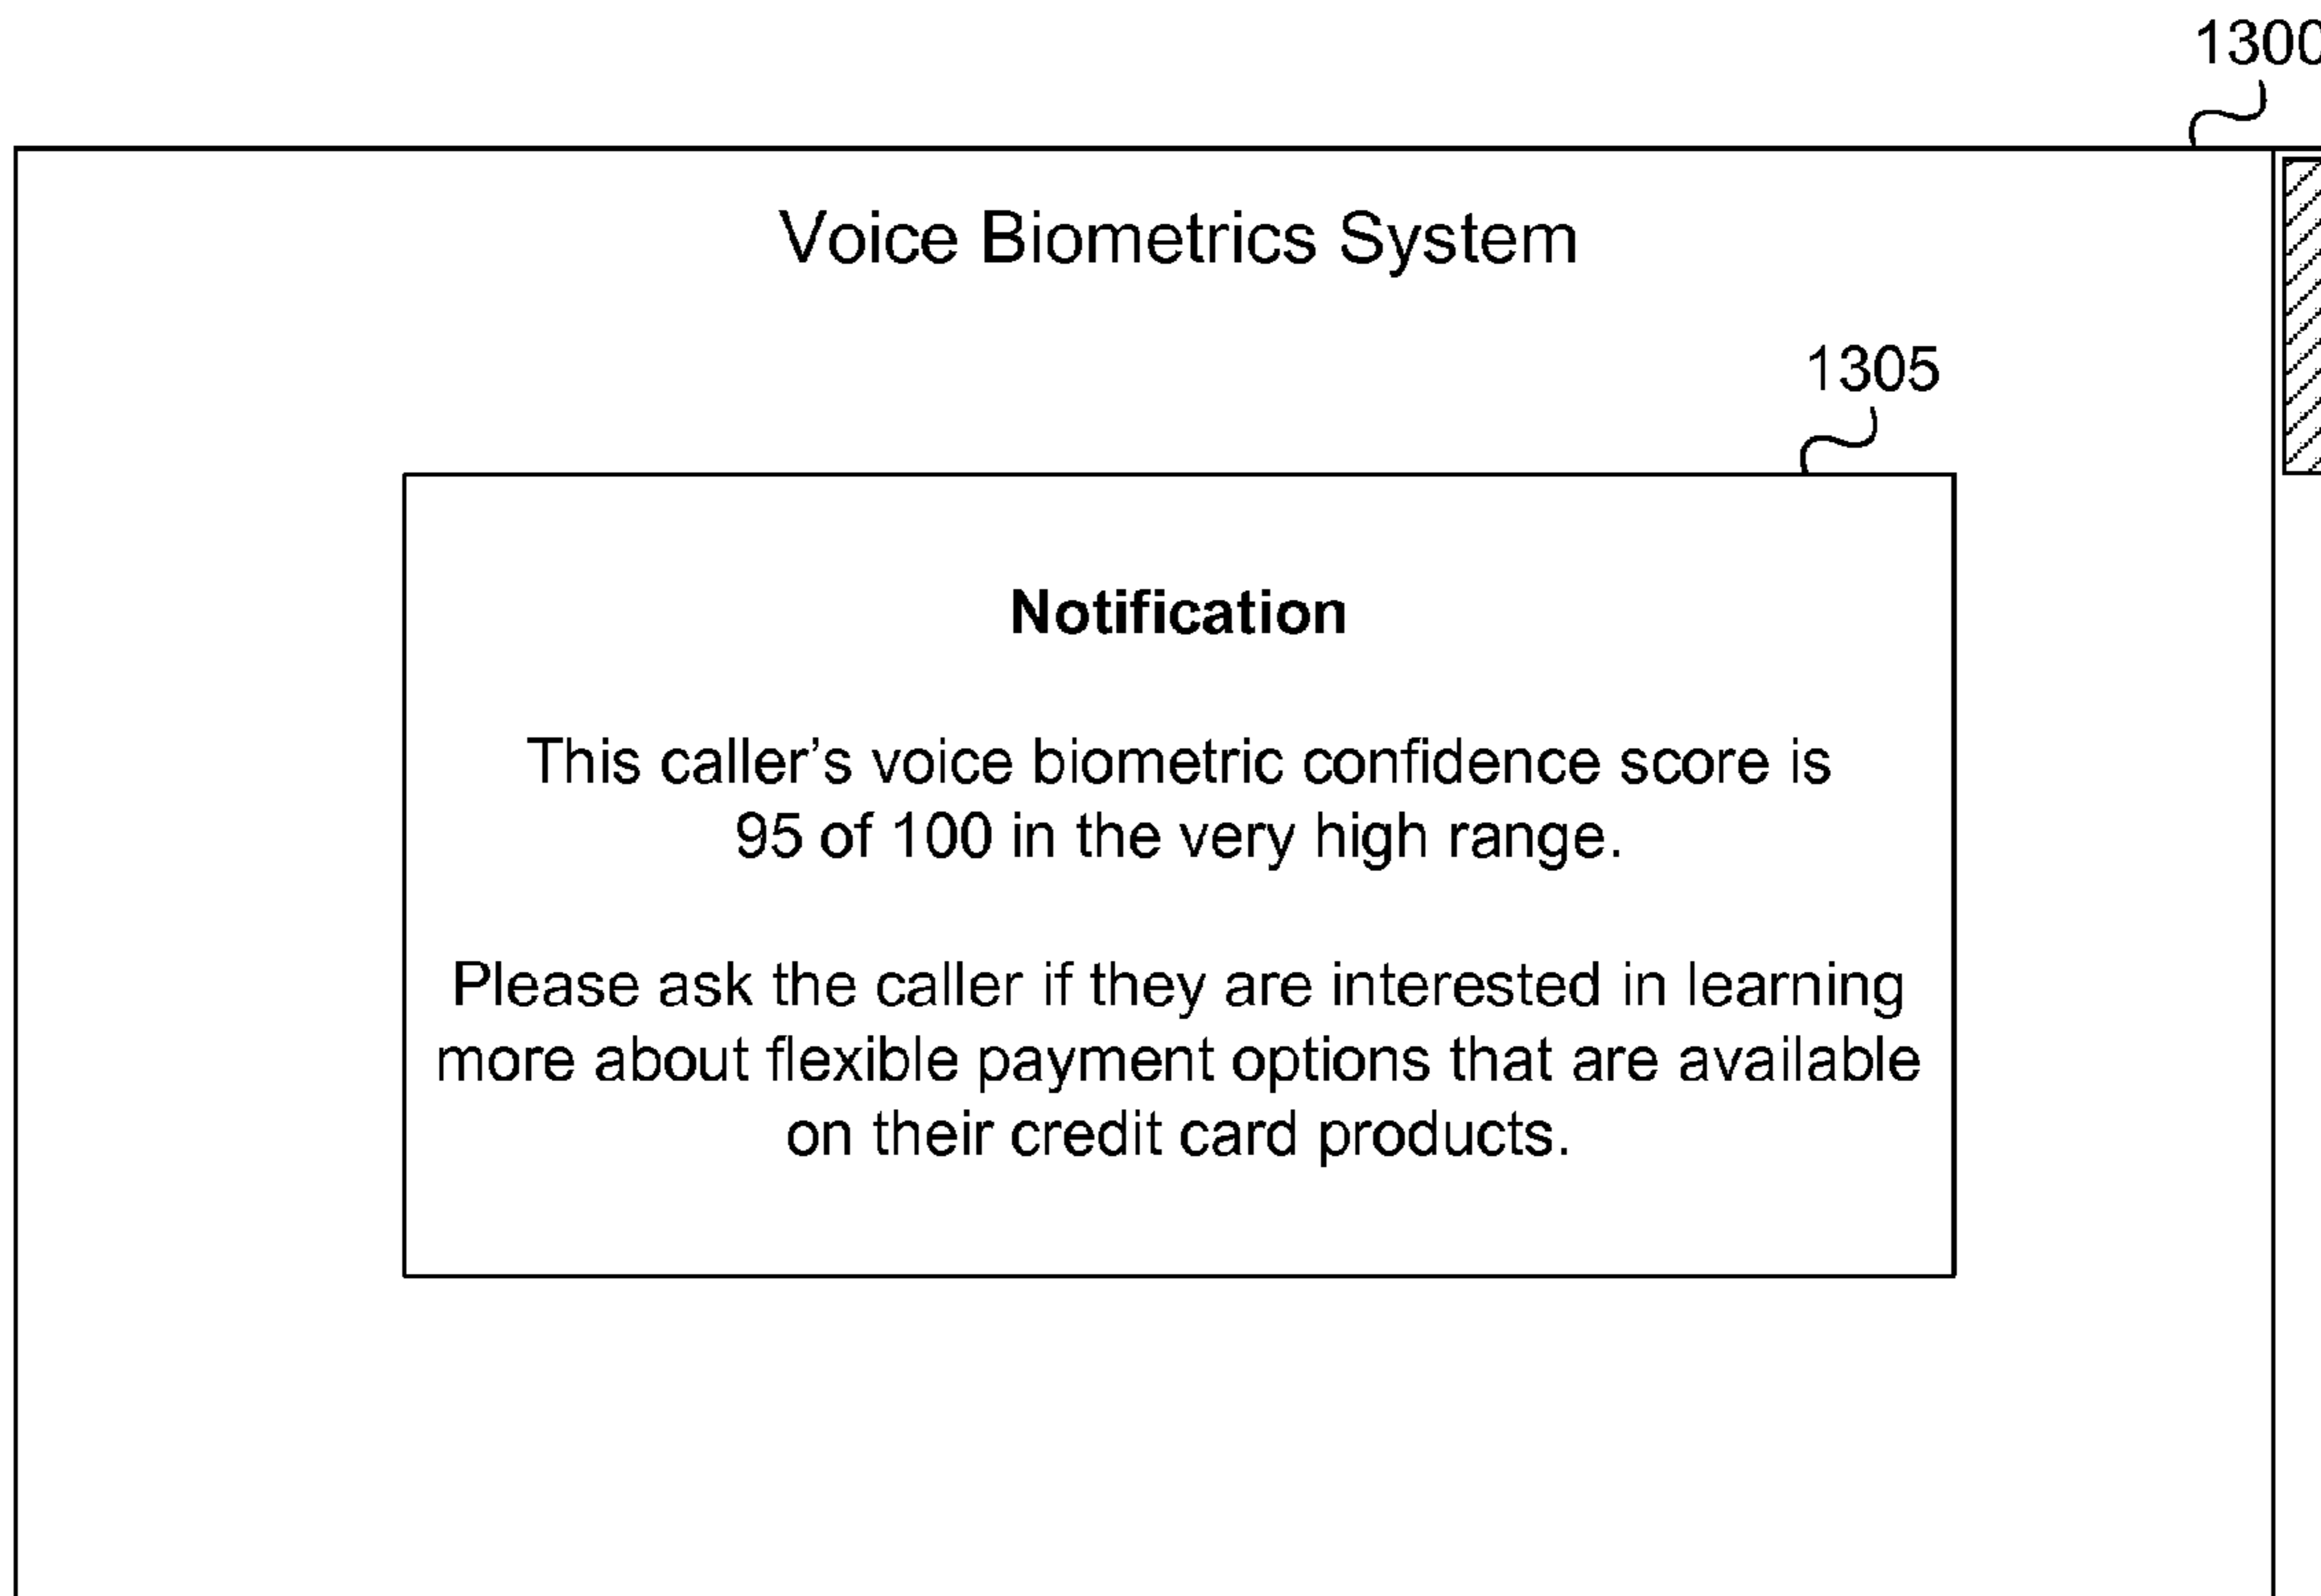 1300
Voice Biometrics System
1305
Notification
This caller's voice biometric confidence score is
95 of 100 in the very high range.
Please ask the caller if they are interested in learning
more about flexible payment options that are available
on their credit card products.